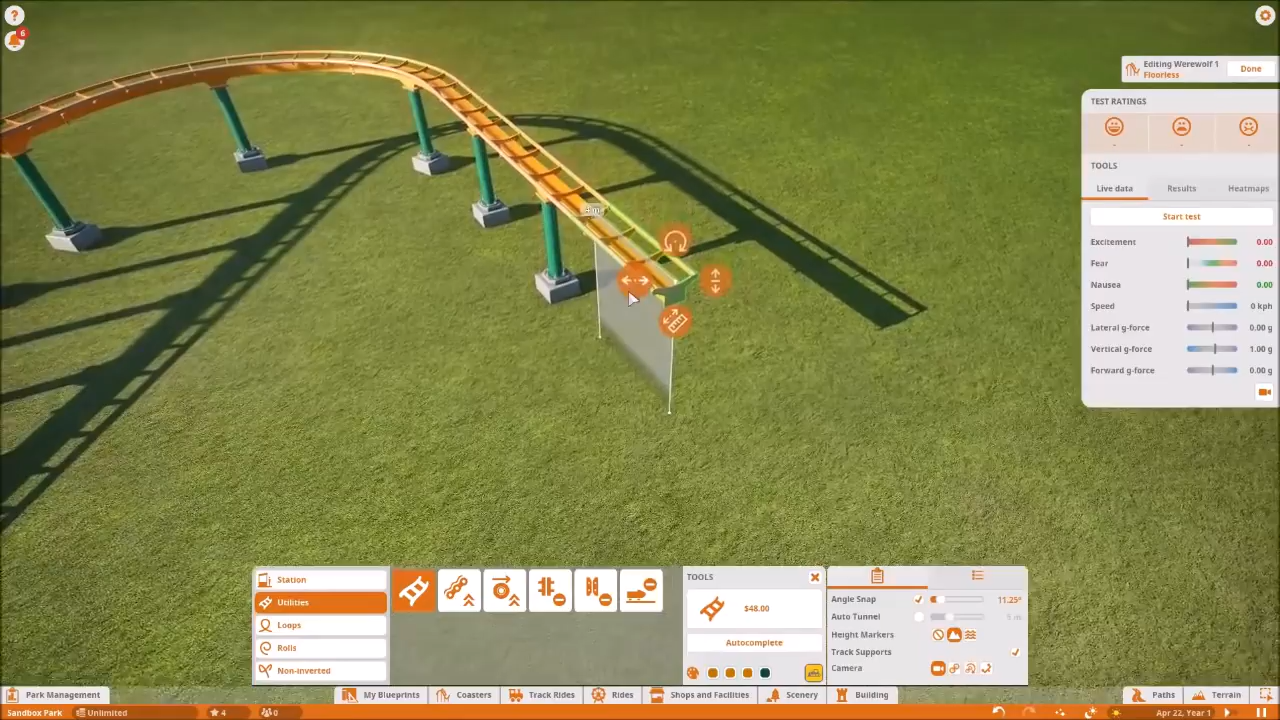 ?
6
Editing Werewolf 1
Floorless
Done
TEST RATINGS
- - -
TOOLS
Live data Results Heatmaps
Start test
Excitement 0.00
Fear 0.00
Nausea 0.00
Speed 0 kph
Lateral g-force 0.00 g
Vertical g-force 1.00 g
Forward g-force 0.00 g
Station
Utilities
Loops
Rolls
Non-inverted
TOOLS
$48.00
Autocomplete
Angle Snap 11.25°
Auto Tunnel
Height Markers
Track Supports
Camera
Park Management My Blueprints Coasters Track Rides Rides Shops and Facilities Scenery Building Paths Terrain
Sandbox Park Unlimited 4 0 Apr 22, Year 1